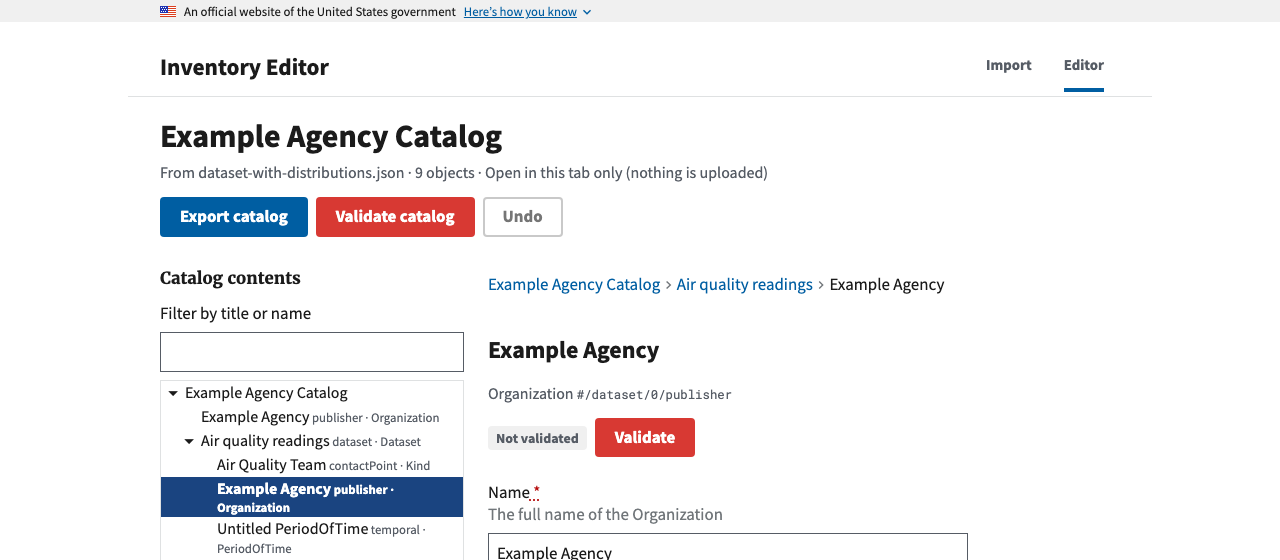 An official website of the United States government Here's how you know
Inventory Editor
Import
Editor
Example Agency Catalog
From dataset-with-distributions.json · 9 objects · Open in this tab only (nothing is uploaded)
Export catalog
Validate catalog
Undo
Catalog contents
Filter by title or name
Example Agency Catalog
Example Agency publisher · Organization
Air quality readings dataset · Dataset
Air Quality Team contactPoint · Kind
Example Agency publisher ·
Organization
Untitled PeriodOfTime temporal ·
PeriodOfTime
Example Agency Catalog › Air quality readings › Example Agency
Example Agency
Organization #/dataset/0/publisher
Not validated
Validate
Name *
The full name of the Organization
Example Agency